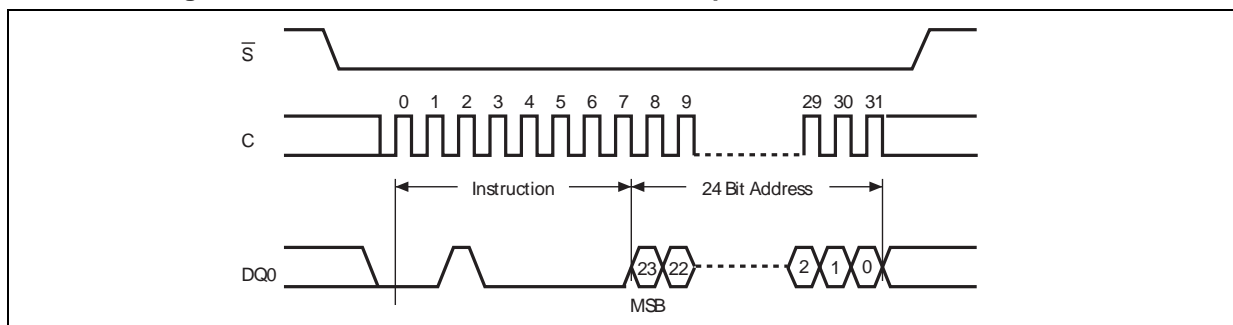 S
0 1 2 3 4 5 6 7 8 9 29 30 31
C
Instruction 24 Bit Address
DQ0 23 22 2 1 0
MSB